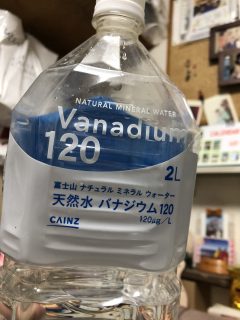 NATURAL MINERAL WATER
Vanadium
120
2L
富士山 ナチュラル ミネラル ウォーター
天然水 バナジウム120
CAINZ
120μg/L
CALENDAR